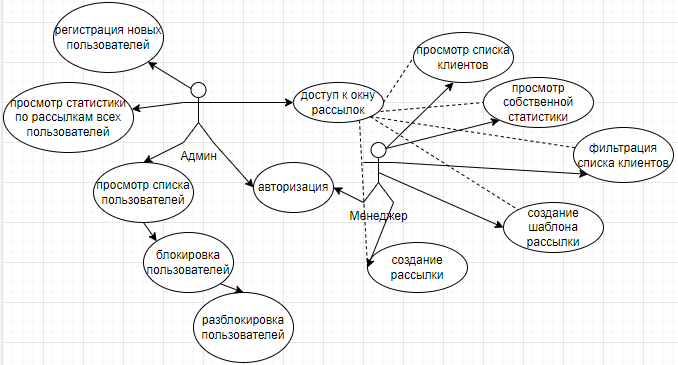 регистрация новых
пользователей
просмотр списка
клиентов
просмотр статистики
по рассылкам всех
пользователей
доступ к окну
рассылок
просмотр
собственной
статистики
Админ
фильтрация
списка клиентов
просмотр списка
пользователей
авторизация
Менеджер
создание
шаблона
рассылки
блокировка
пользователей
создание
рассылки
разблокировка
пользователей